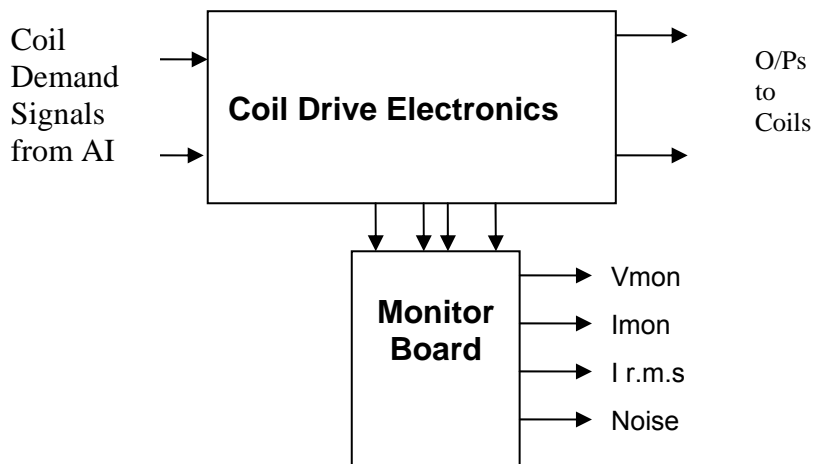 Coil
Demand
Signals
from AI
Coil Drive Electronics
O/Ps
to
Coils
Monitor
Board
Vmon
Imon
I r.m.s
Noise